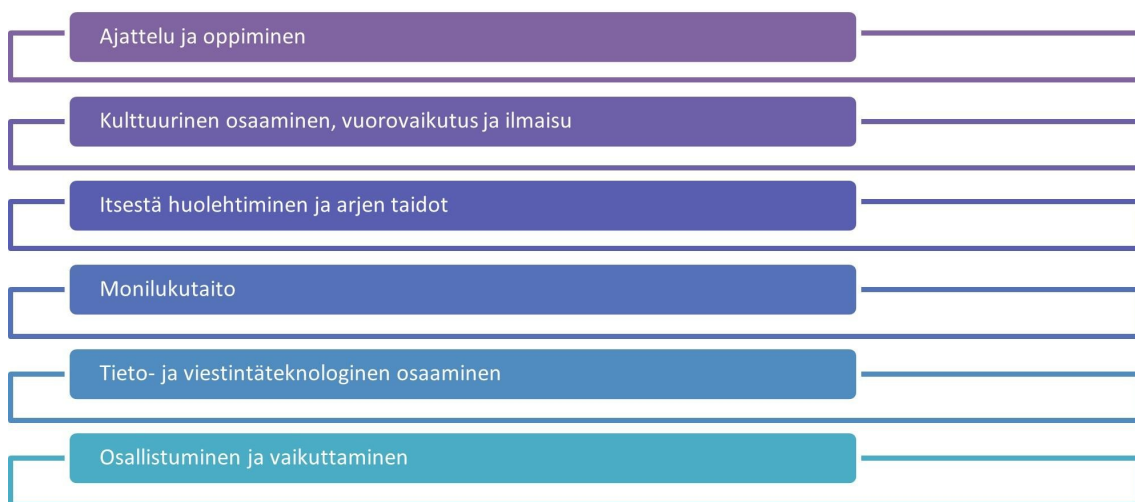 Ajattelu ja oppiminen
Kulttuurinen osaaminen, vuorovaikutus ja ilmaisu
Itsestä huolehtiminen ja arjen taidot
Monilukutaito
Tieto- ja viestintäteknologinen osaaminen
Osallistuminen ja vaikuttaminen